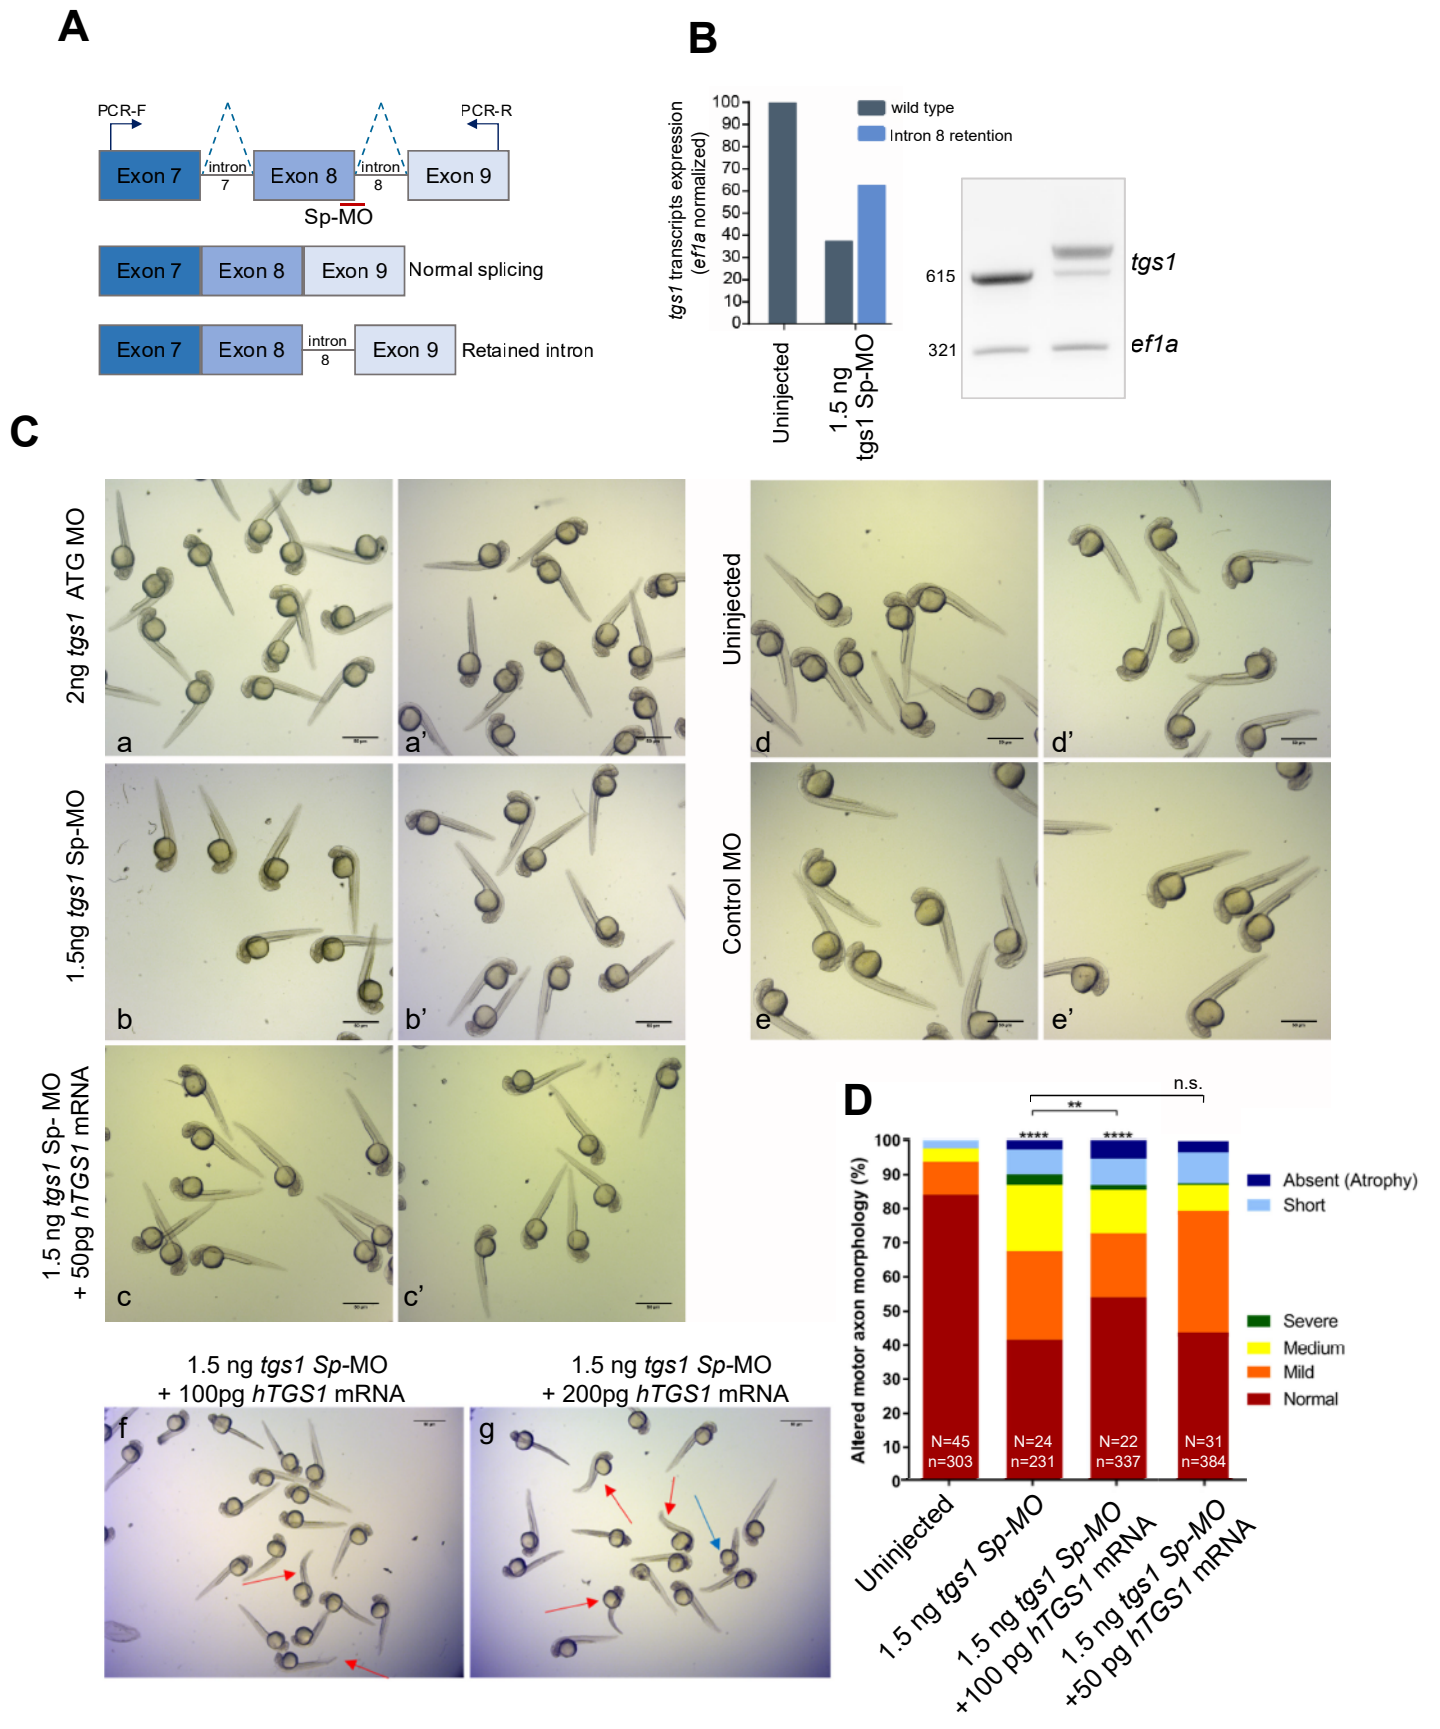 A
PCR-F
PCR-R
Exon 7
intron
7
Exon 8
intron
8
Exon 9
Sp-MO
Exon 7
Exon 8
Exon 9
Normal splicing
Exon 7
Exon 8
intron
8
Exon 9
Retained intron
B
tgs1 transcripts expression
(ef1a normalized)
100
90
80
70
60
50
40
30
20
10
0
wild type
Intron 8 retention
Uninjected
1.5 ng
tgs1 Sp-MO
615
321
tgs1
ef1a
C
2ng tgs1 ATG MO
a
a’
Uninjected
d
d’
1.5ng tgs1 Sp-MO
b
b’
Control MO
e
e’
1.5 ng tgs1 Sp- MO
+ 50pg hTGS1 mRNA
c
c’
1.5 ng tgs1 Sp-MO
+ 100pg hTGS1 mRNA
f
1.5 ng tgs1 Sp-MO
+ 200pg hTGS1 mRNA
g
D
n.s.
**
****
****
Altered motor axon morphology (%)
100
90
80
70
60
50
40
30
20
10
0
N=45
n=303
N=24
n=231
N=22
n=337
N=31
n=384
Absent (Atrophy)
Short
Severe
Medium
Mild
Normal
Uninjected
1.5 ng tgs1 Sp-MO
1.5 ng tgs1 Sp-MO
+100 pg hTGS1 mRNA
1.5 ng tgs1 Sp-MO
+50 pg hTGS1 mRNA